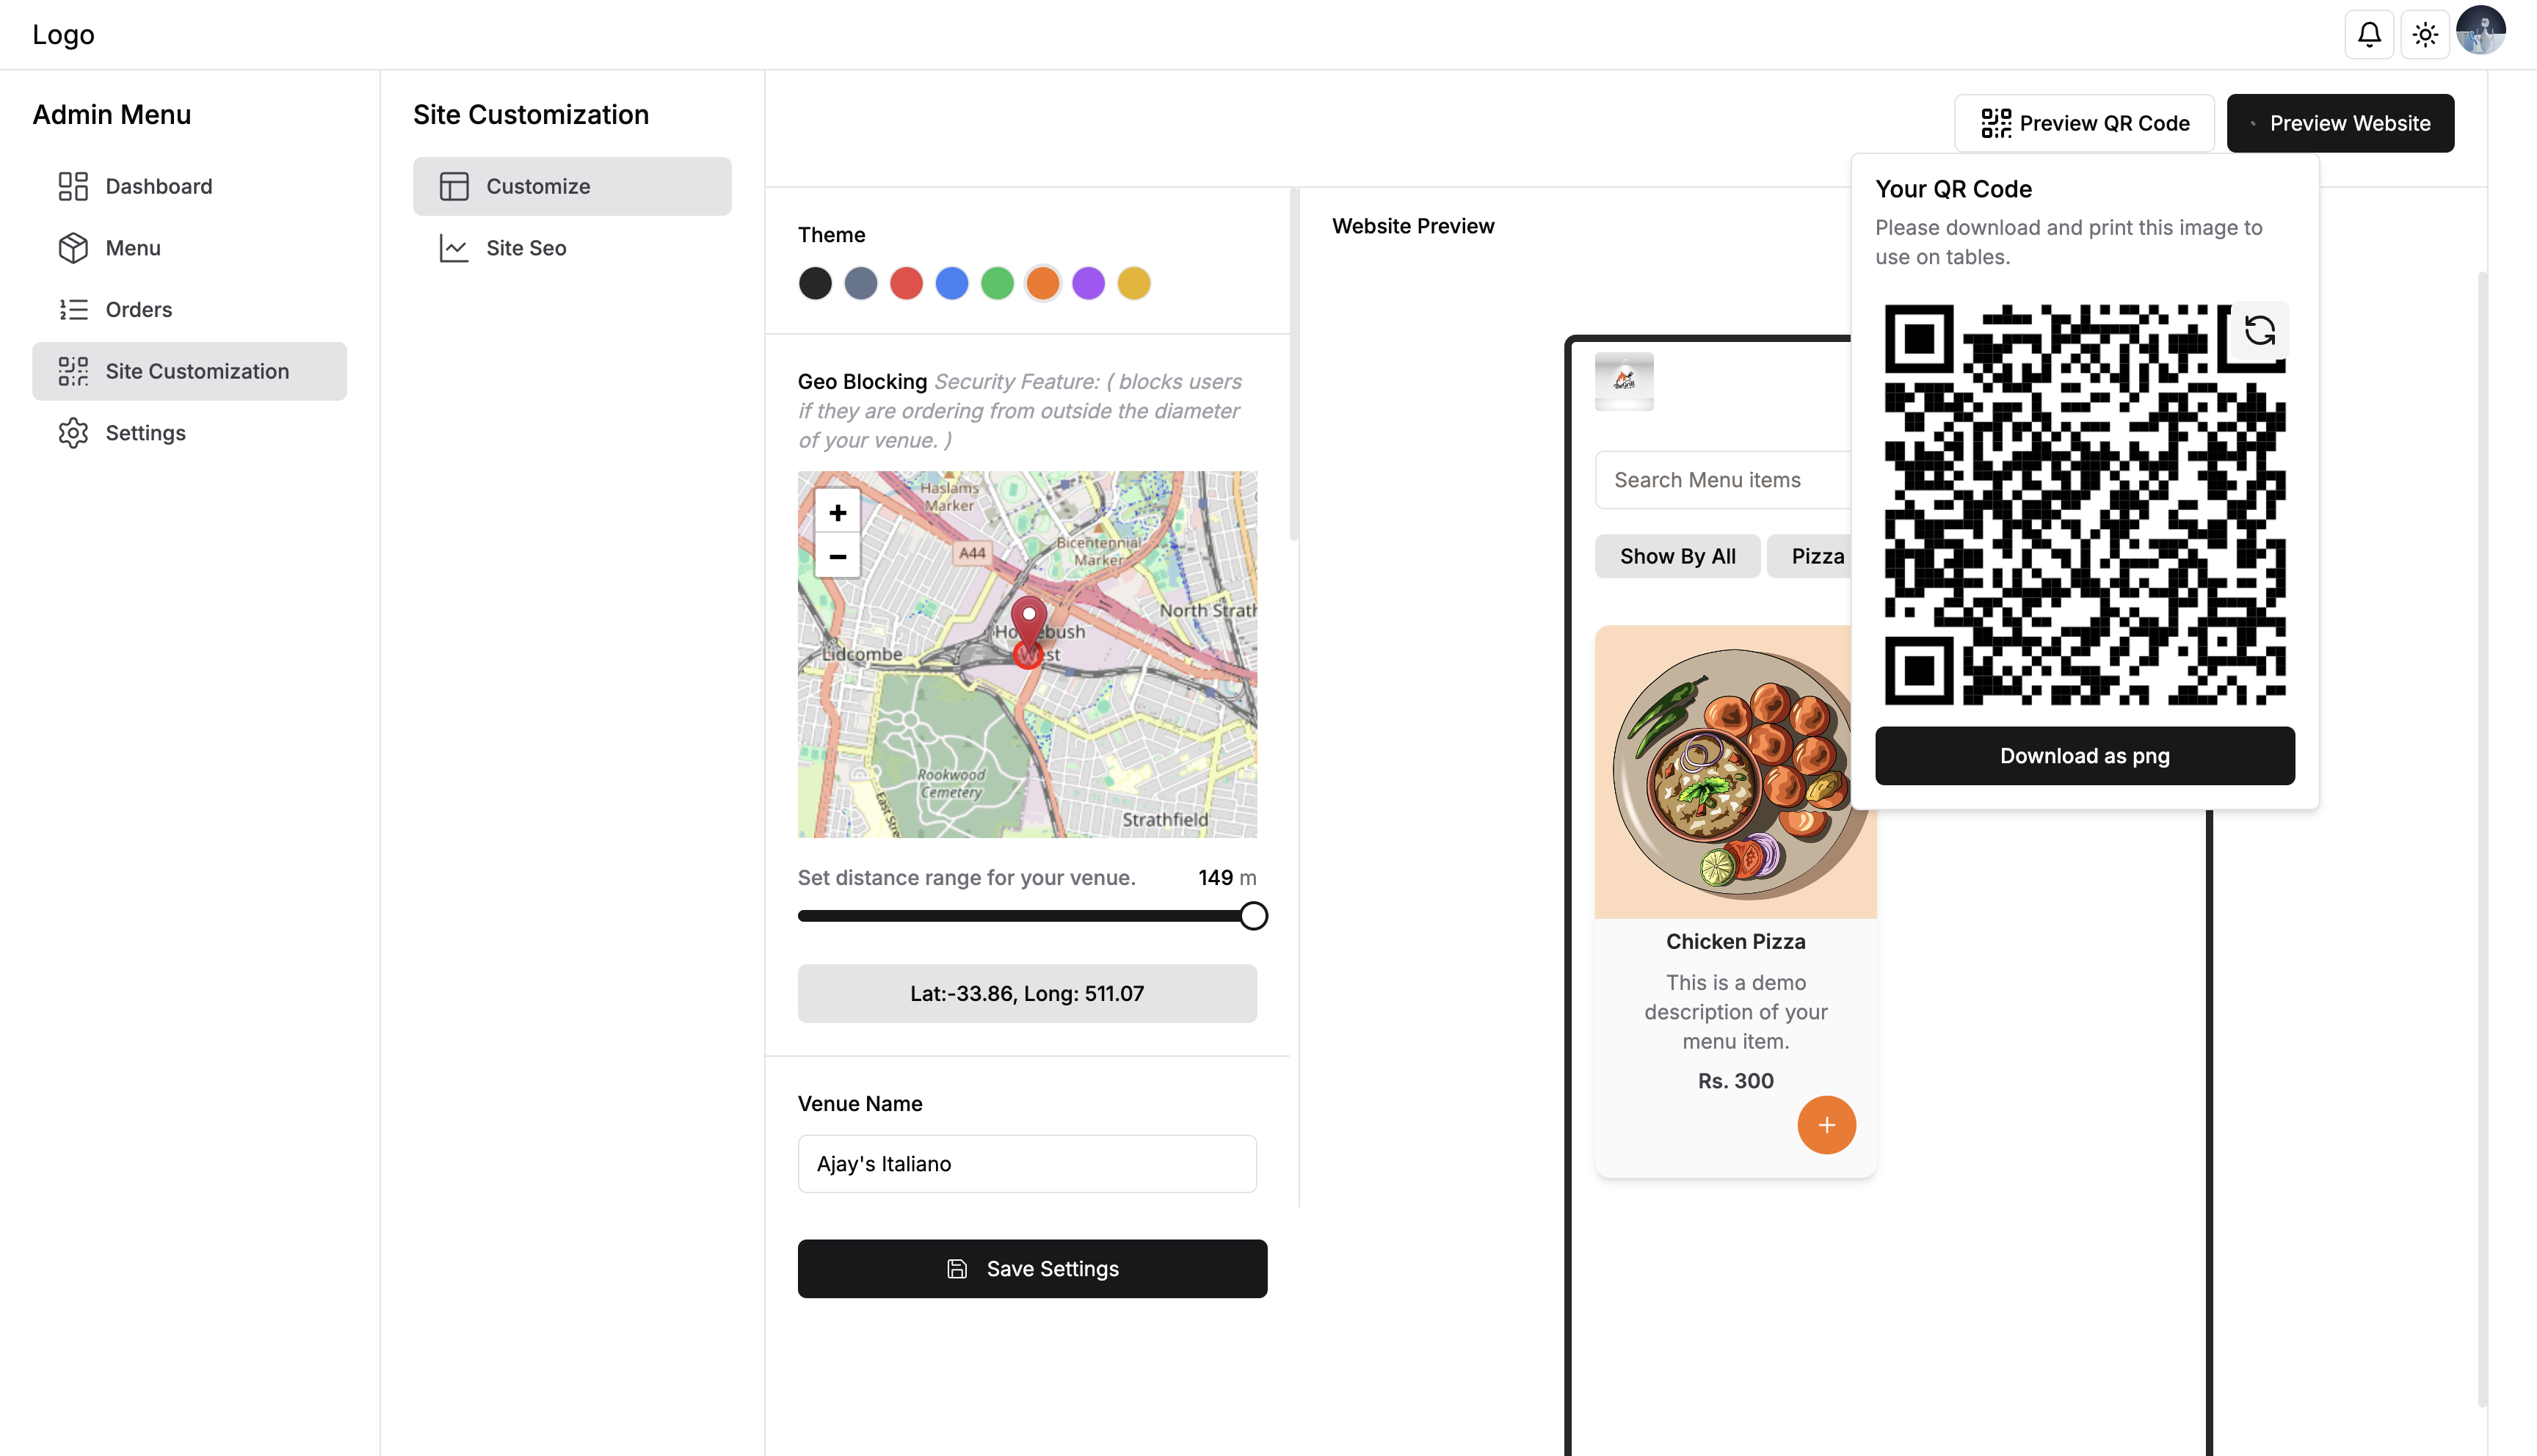 Logo
Admin Menu
Dashboard
Menu
Orders
Site Customization
Settings
Site Customization
Customize
Site Seo
Preview QR Code
Preview Website
Theme
Geo Blocking Security Feature: ( blocks users
if they are ordering from outside the diameter
of your venue. )
+
−
Haslams
Marker
A44
Bicentennial
Marker
North Strath
Homebush
West
Lidcombe
Rookwood
Cemetery
East Stre
Strathfield
Set distance range for your venue.
149 m
Lat:-33.86, Long: 511.07
Venue Name
Ajay's Italiano
Save Settings
Website Preview
Search Menu items
Show By All
Pizza
Chicken Pizza
This is a demo
description of your
menu item.
Rs. 300
+
Your QR Code
Please download and print this image to
use on tables.
Download as png